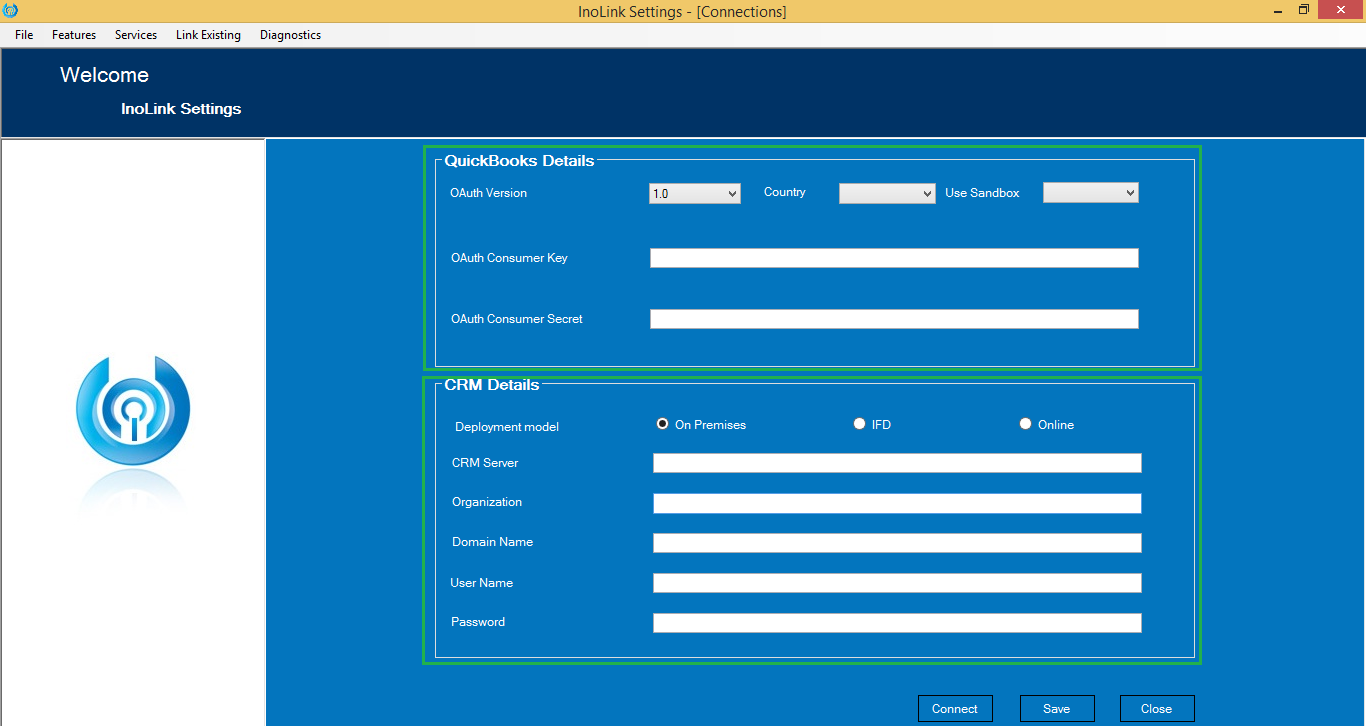 InoLink Settings - [Connections]
File Features Services Link Existing Diagnostics
Welcome
InoLink Settings
QuickBooks Details
OAuth Version 1.0 Country Use Sandbox
OAuth Consumer Key
OAuth Consumer Secret
CRM Details
Deployment model On Premises IFD Online
CRM Server
Organization
Domain Name
User Name
Password
Connect Save Close